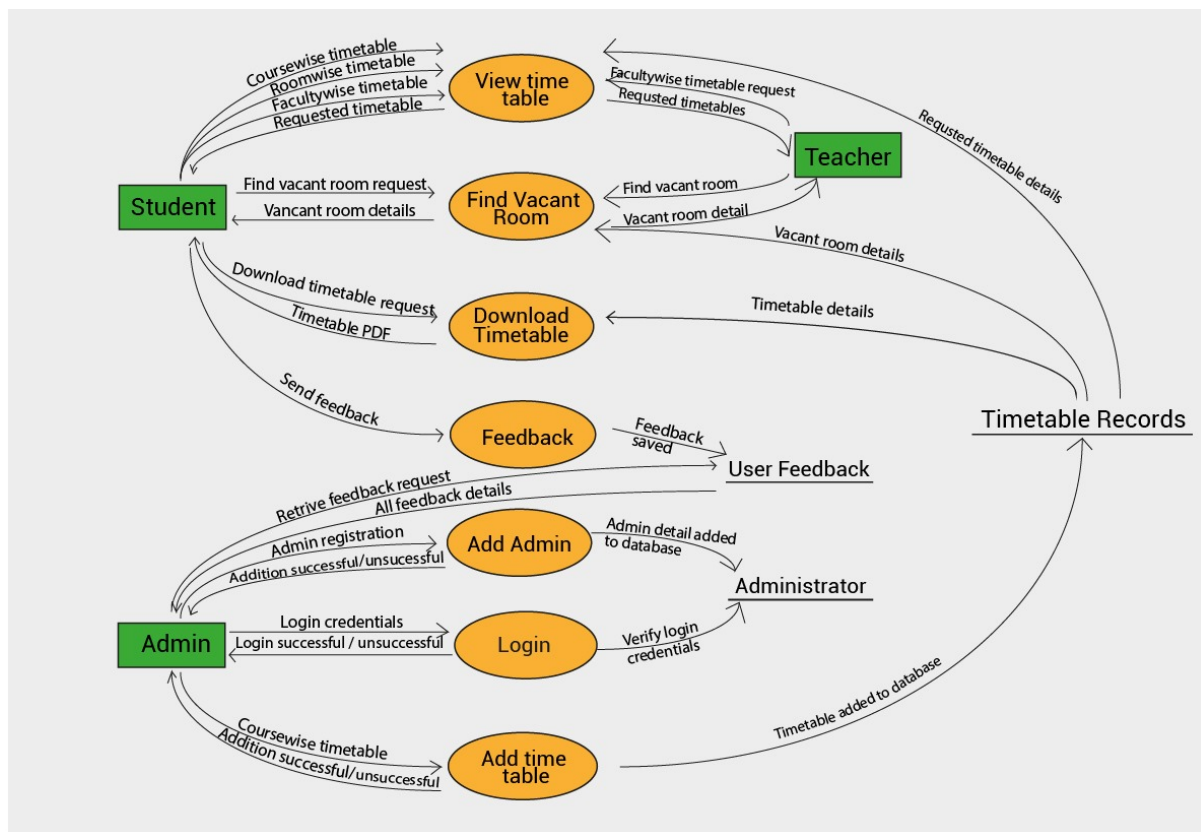 Coursewise timetable
Roomwise timetable
Facultywise timetable
Requested timetable
View time
table
Facultywise timetable request
Requsted timetables
Teacher
Requsted timetable details
Student
Find vacant room request
Vancant room details
Find Vacant
Room
Find vacant room
Vacant room detail
Vacant room details
Download timetable request
Timetable PDF
Download
Timetable
Timetable details
Send feedback
Feedback
Feedback
saved
User Feedback
Timetable Records
Retrive feedback request
All feedback details
Admin registration
Addition successful/unsucessful
Add Admin
Admin detail added
to database
Administrator
Admin
Login credentials
Login successful / unsuccessful
Login
Verify login
credentials
Timetable added to database
Coursewise timetable
Addition successful/unsuccessful
Add time
table